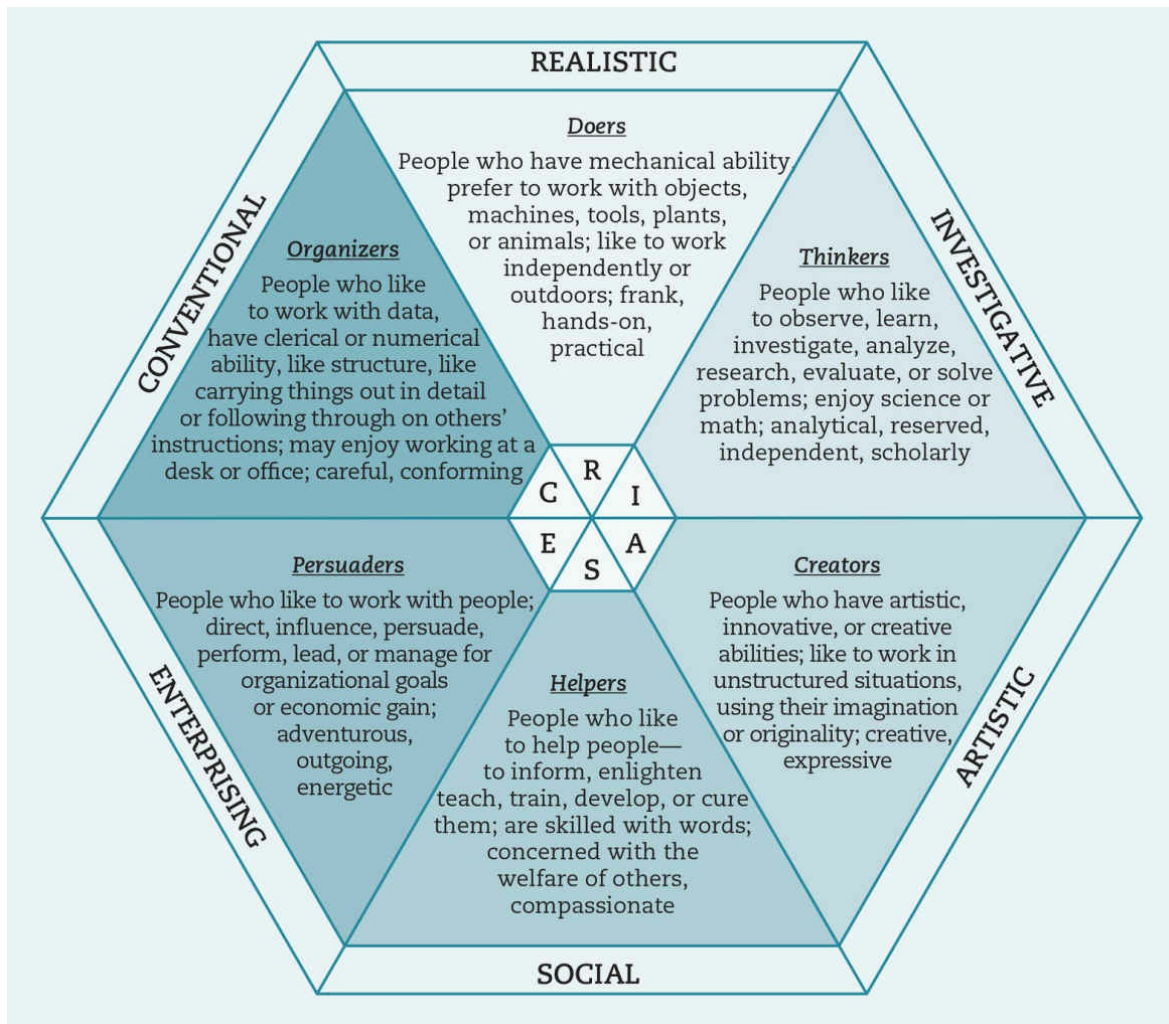 REALISTIC
Doers
People who have mechanical ability,
prefer to work with objects,
machines, tools, plants,
or animals; like to work
independently or
outdoors; frank,
hands-on,
practical
INVESTIGATIVE
Thinkers
People who like
to observe, learn,
investigate, analyze,
research, evaluate, or solve
problems; enjoy science or
math; analytical, reserved,
independent, scholarly
ARTISTIC
Creators
People who have artistic,
innovative, or creative
abilities; like to work in
unstructured situations,
using their imagination
or originality; creative,
expressive
SOCIAL
Helpers
People who like
to help people—
to inform, enlighten
teach, train, develop, or cure
them; are skilled with words;
concerned with the
welfare of others,
compassionate
ENTERPRISING
Persuaders
People who like to work with people;
direct, influence, persuade,
perform, lead, or manage for
organizational goals
or economic gain;
adventurous,
outgoing,
energetic
CONVENTIONAL
Organizers
People who like
to work with data,
have clerical or numerical
ability, like structure, like
carrying things out in detail
or following through on others’
instructions; may enjoy working at a
desk or office; careful, conforming
R
I
A
S
E
C